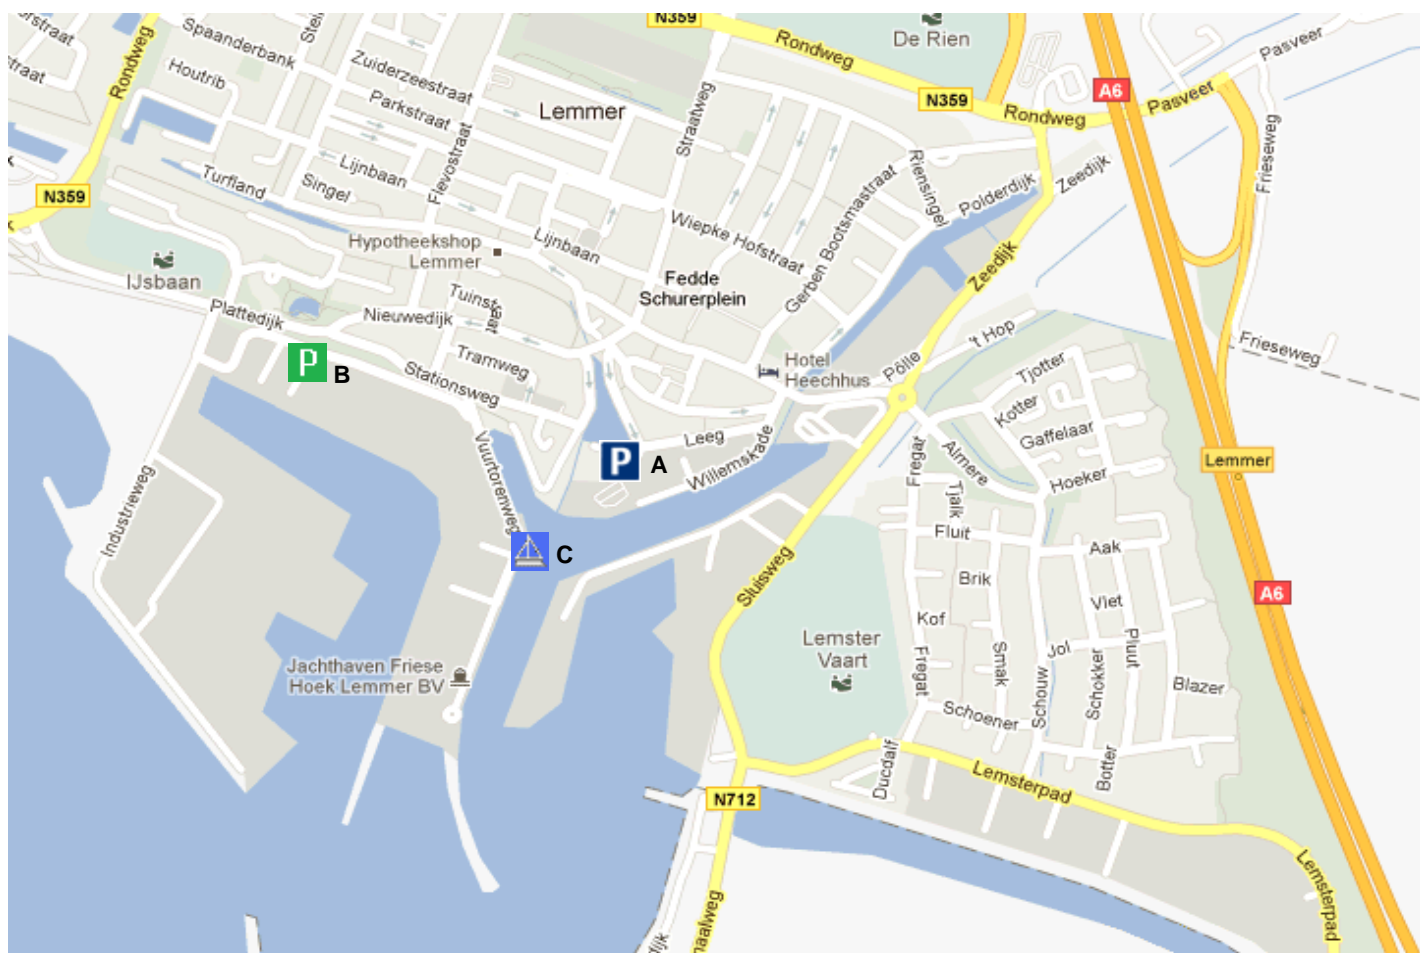 N359
Rondweg
De Rien
Pasveer
A6
Spaanderbank
Houtrib
Rondweg
Zuiderzeestraat
Parkstraat
Lemmer
Straatweg
N359
Rondweg
Pasveer
Frieseweg
Lijnbaan
Flevostraat
Riensingel
Zeedijk
Polderdijk
N359
Turfland
Singel
Wiepke Hofstraat
Gerben Bootsmastraat
Hypotheekshop
Lemmer
Lijnbaan
Zeedijk
IJsbaan
Fedde
Schurerplein
Tuinstraat
Plattedijk
Nieuwedijk
't Hop
Frieseweg
P
B
Tramweg
Stationsweg
Hotel
Heechhus
Pôlle
Tjotter
Kotter
Gaffelaar
Vuurtorenweg
Leeg
P
A
Willemskade
Fregat
Almere
Hoeker
Lemmer
Industrieweg
Tjalk
Fluit
Aak
C
Sluisweg
Brik
Viet
A6
Kof
Lemster
Vaart
Fregat
Smak
Jol
Schouw
Schokker
Pluut
Blazer
Jachthaven Friese
Hoek Lemmer BV
Schoener
Ducdalf
Botter
Lemsterpad
N712
Lemsterpad